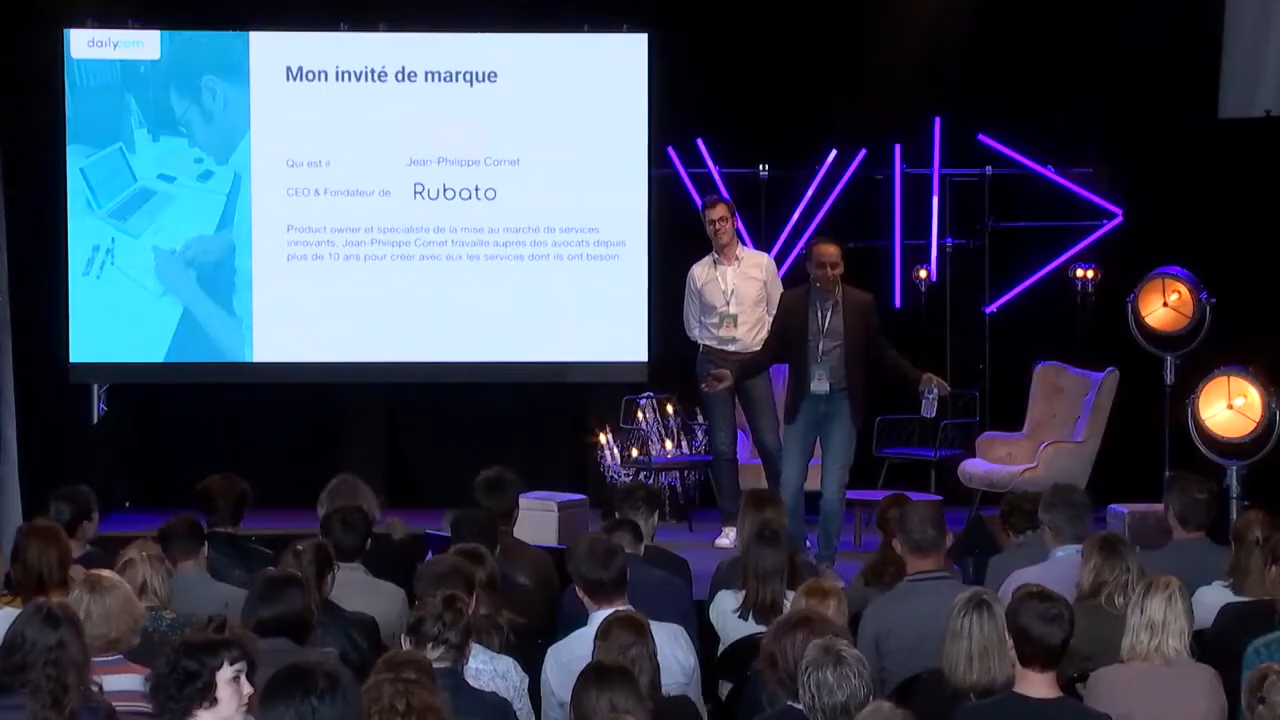 dailycom
Mon invité de marque
Qui est il
Jean-Philippe Cornet
CEO & Fondateur de
Rubato
Product owner et spécialiste de la mise au marché de services
innovants, Jean-Philippe Cornet travaille auprès des avocats depuis
plus de 10 ans pour créer avec eux les services dont ils ont besoin.